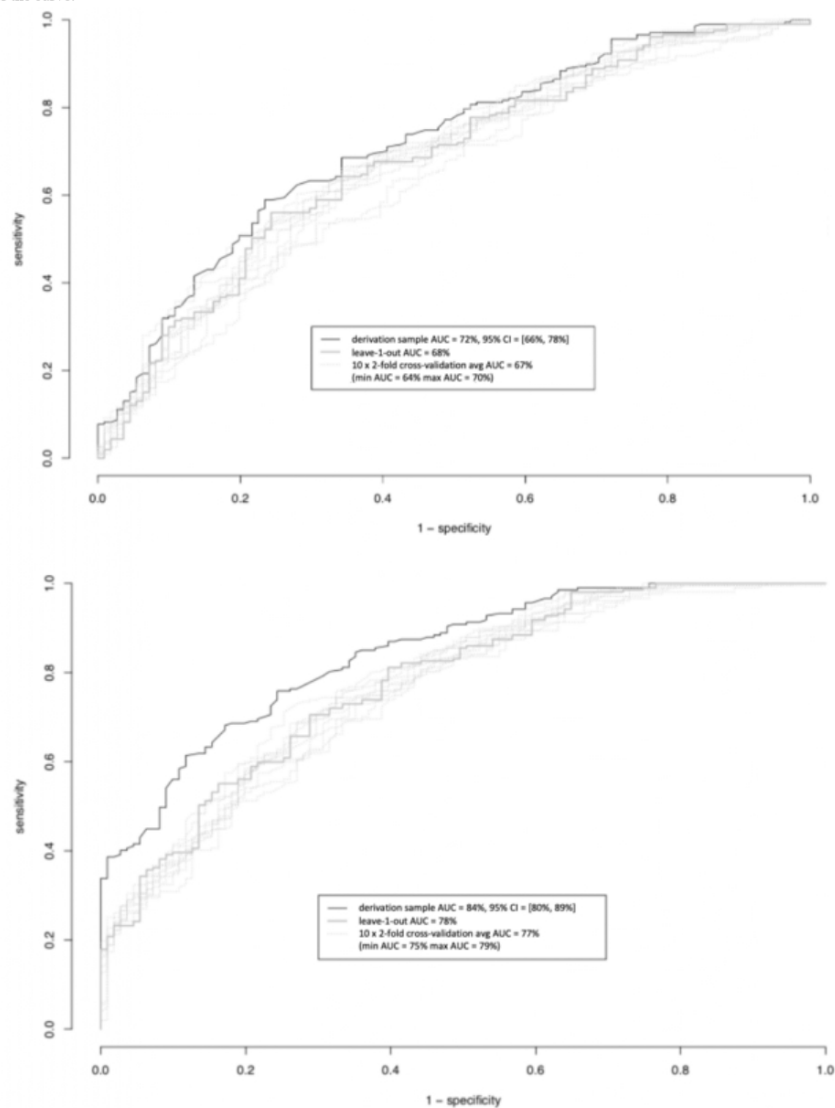 1.0
0.8
0.6
0.4
0.2
0.0
sensitivity
derivation sample AUC = 72%, 95% CI = [66%, 78%]
leave-1-out AUC = 68%
10 x 2-fold cross-validation avg AUC = 67%
(min AUC = 64% max AUC = 70%)
0.0 0.2 0.4 0.6 0.8 1.0
1 − specificity
1.0
0.8
0.6
0.4
0.2
0.0
sensitivity
derivation sample AUC = 84%, 95% CI = [80%, 89%]
leave-1-out AUC = 78%
10 x 2-fold cross-validation avg AUC = 77%
(min AUC = 75% max AUC = 79%)
0.0 0.2 0.4 0.6 0.8 1.0
1 − specificity